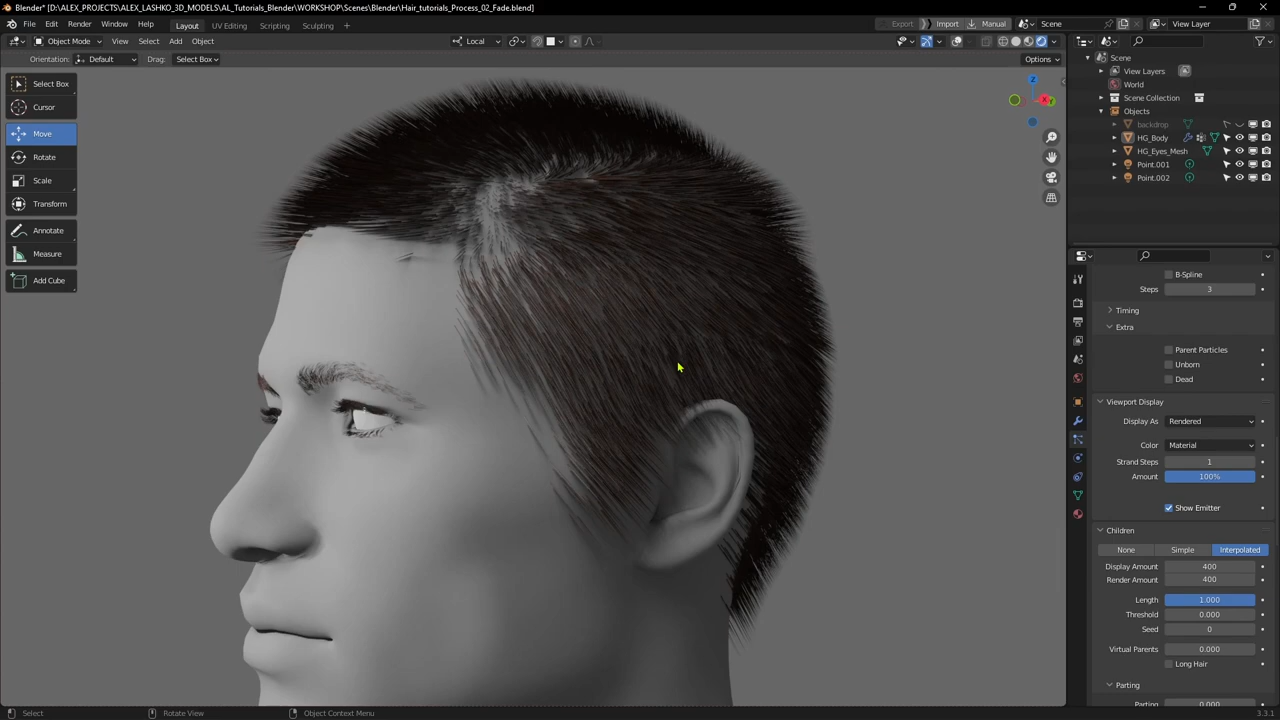 Blender* [D:\ALEX_PROJECTS\ALEX_LASHKO_3D_MODELS\AL_Tutorials_Blender\WORKSHOP\Scenes\Blender\Hair_tutorials_Process_02_Fade.blend]
File Edit Render Window Help Layout UV Editing Scripting Sculpting + Export Import Manual Scene View Layer
Object Mode View Select Add Object Local
Orientation: Default Drag: Select Box Options
Select Box
Cursor
Move
Rotate
Scale
Transform
Annotate
Measure
Add Cube
Z
X
Y
Scene
View Layers
World
Scene Collection
Objects
backdrop
HG_Body
HG_Eyes_Mesh
Point.001
Point.002
B-Spline
Steps 3
Timing
Extra
Parent Particles
Unborn
Dead
Viewport Display
Display As Rendered
Color Material
Strand Steps 1
Amount 100%
Show Emitter
Children
None Simple Interpolated
Display Amount 400
Render Amount 400
Length 1.000
Threshold 0.000
Seed 0
Virtual Parents 0.000
Long Hair
Parting
Parting 0.000
Select Rotate View Object Context Menu 3.3.1